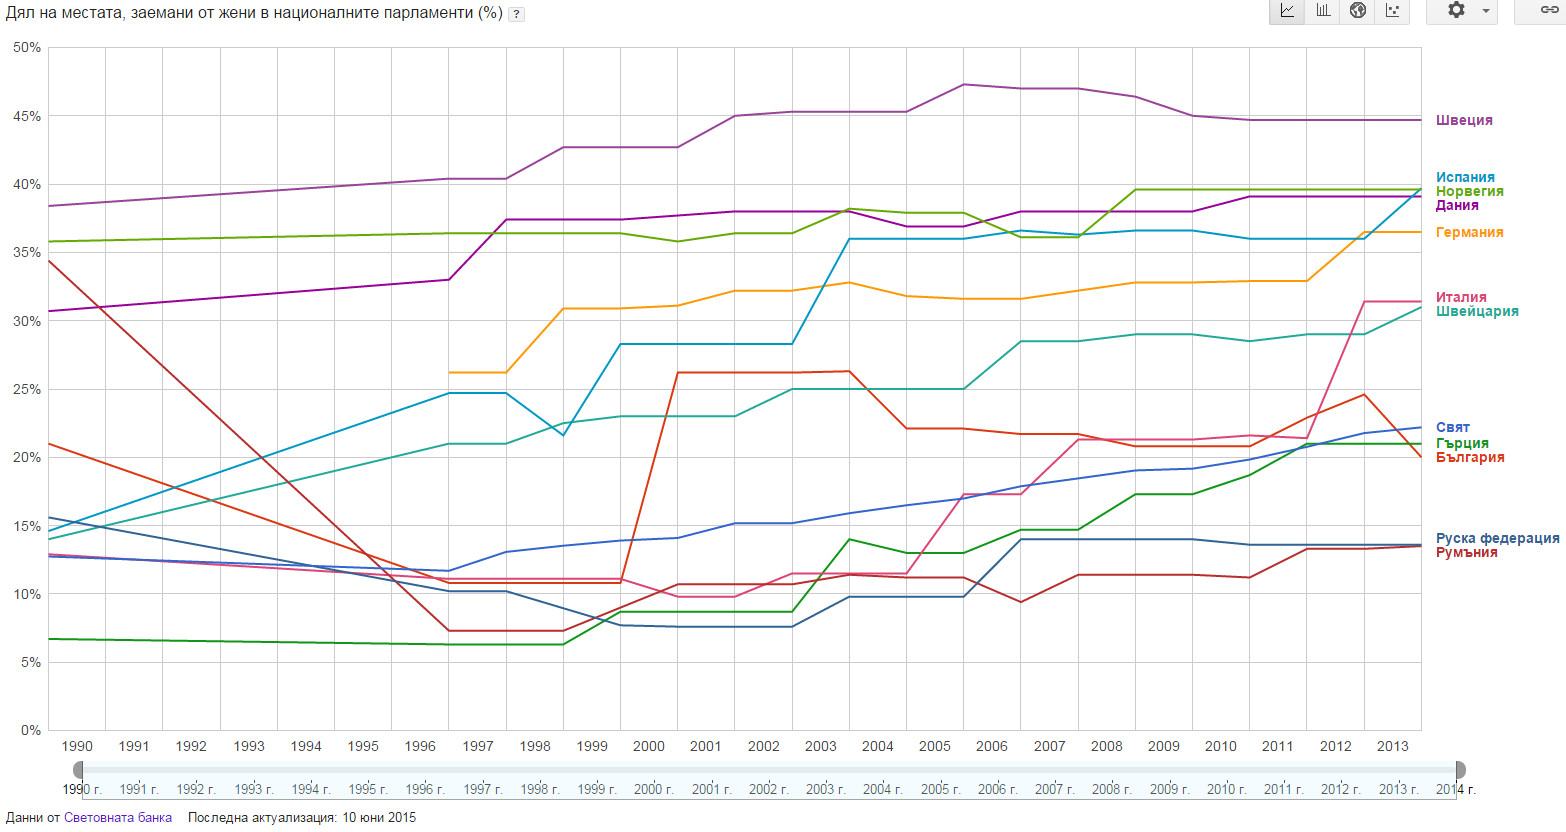 Дял на местата, заемани от жени в националните парламенти (%) ?
50%
45%
40%
35%
30%
25%
20%
15%
10%
5%
0%
Швеция
Испания
Норвегия
Дания
Германия
Италия
Швейцария
Свят
Гърция
България
Руска федерация
Румъния
1990 1991 1992 1993 1994 1995 1996 1997 1998 1999 2000 2001 2002 2003 2004 2005 2006 2007 2008 2009 2010 2011 2012 2013
1990 г. 1991 г. 1992 г. 1993 г. 1994 г. 1995 г. 1996 г. 1997 г. 1998 г. 1999 г. 2000 г. 2001 г. 2002 г. 2003 г. 2004 г. 2005 г. 2006 г. 2007 г. 2008 г. 2009 г. 2010 г. 2011 г. 2012 г. 2013 г. 2014 г.
Данни от Световната банка Последна актуализация: 10 юни 2015